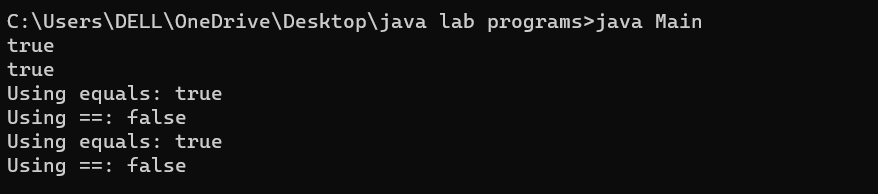 C:\Users\DELL\OneDrive\Desktop\java lab programs>java Main
true
true
Using equals: true
Using ==: false
Using equals: true
Using ==: false